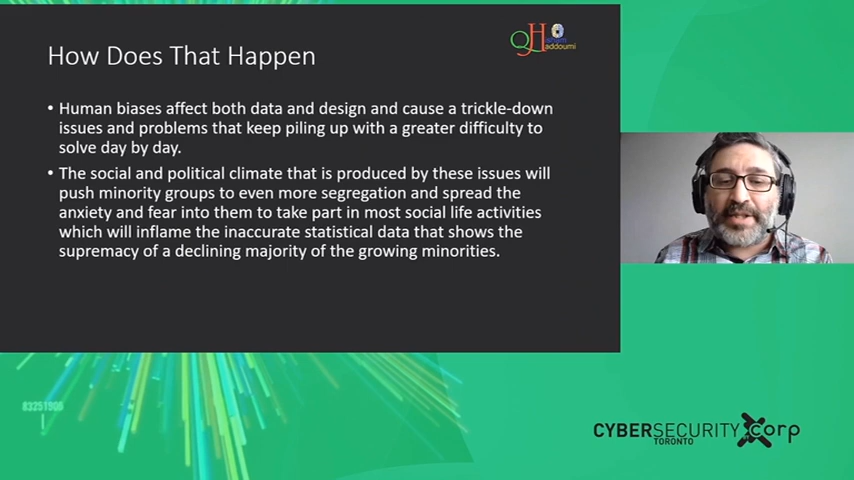 How Does That Happen
QHaitham
Haddoumi
• Human biases affect both data and design and cause a trickle-down
issues and problems that keep piling up with a greater difficulty to
solve day by day.
• The social and political climate that is produced by these issues will
push minority groups to even more segregation and spread the
anxiety and fear into them to take part in most social life activities
which will inflame the inaccurate statistical data that shows the
supremacy of a declining majority of the growing minorities.
83251905
CYBERSECURITY corp
TORONTO